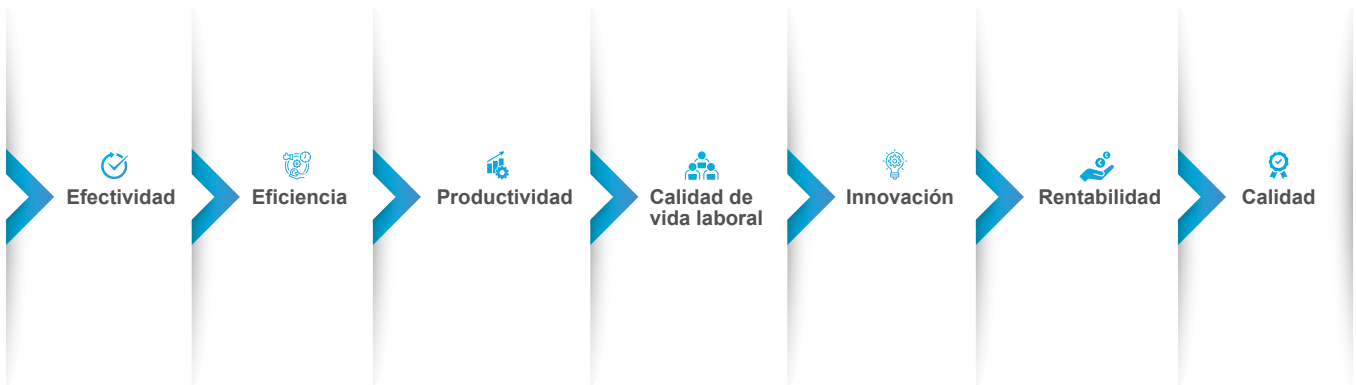 Efectividad
Eficiencia
Productividad
Calidad de
vida laboral
Innovación
Rentabilidad
Calidad